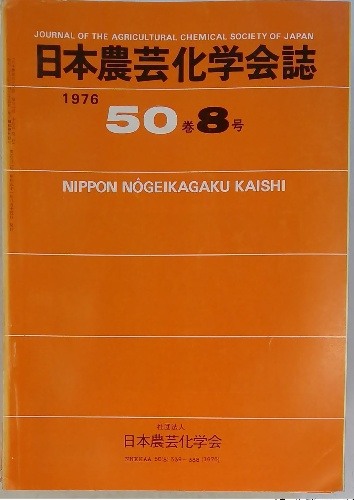 JOURNAL OF THE AGRICULTURAL CHEMICAL SOCIETY OF JAPAN
日本農芸化学会誌
1976
50巻8号
NIPPON NÔGEIKAGAKU KAISHI
社団法人
日本農芸化学会